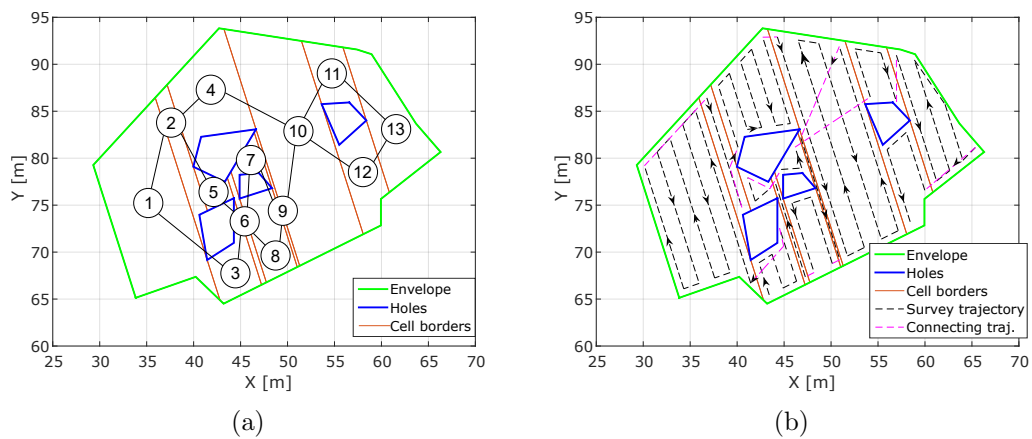 95
90
85
80
75
70
65
60
25 30 35 40 45 50 55 60 65 70
Y [m]
X [m]
1
2
3
4
5
6
7
8
9
10
11
12
13
Envelope
Holes
Cell borders
(a)
95
90
85
80
75
70
65
60
25 30 35 40 45 50 55 60 65 70
Y [m]
X [m]
Envelope
Holes
Cell borders
Survey trajectory
Connecting traj.
(b)